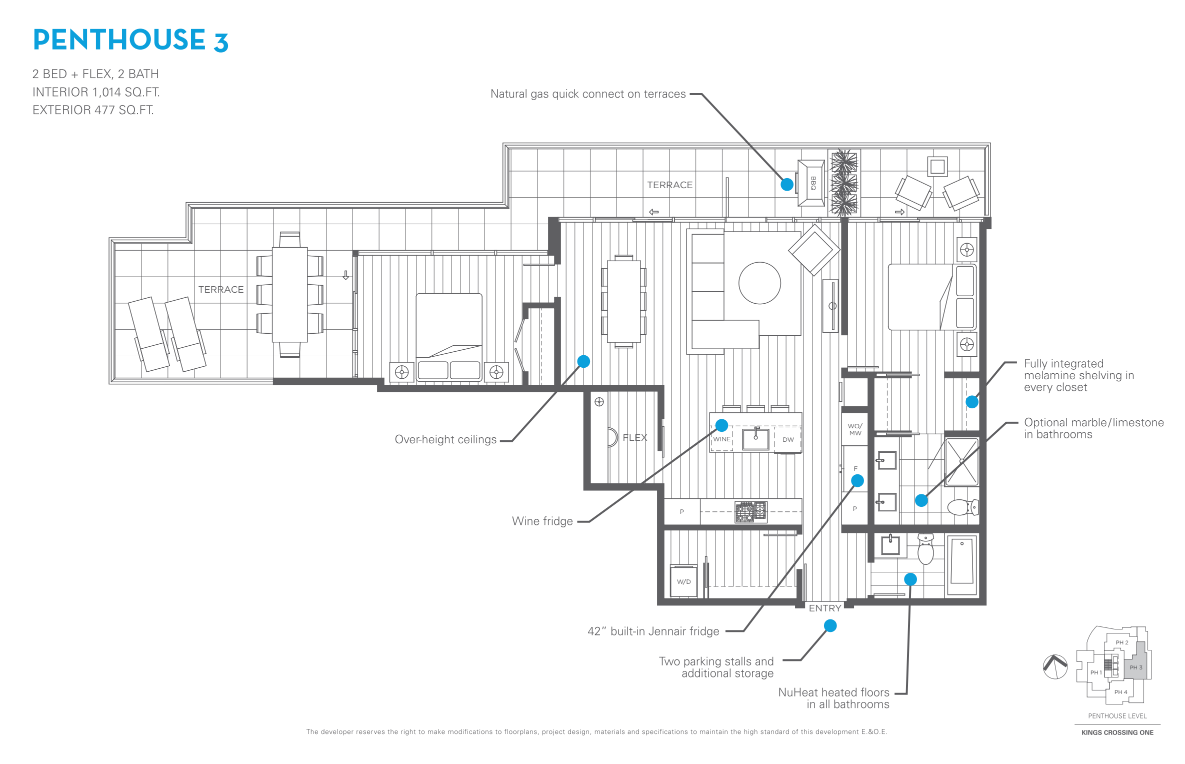 PENTHOUSE 3
2 BED + FLEX, 2 BATH
INTERIOR 1,014 SQ.FT.
EXTERIOR 477 SQ.FT.
Natural gas quick connect on terraces
TERRACE
BBQ
TERRACE
Fully integrated
melamine shelving in
every closet
Optional marble/limestone
in bathrooms
Over-height ceilings
FLEX
WINE
DW
WO/
MW
F
P
P
Wine fridge
W/D
ENTRY
42” built-in Jennair fridge
Two parking stalls and
additional storage
NuHeat heated floors
in all bathrooms
PH 2
PH 1
PH 3
PH 4
PENTHOUSE LEVEL
KINGS CROSSING ONE
The developer reserves the right to make modifications to floorplans, project design, materials and specifications to maintain the high standard of this development E.&O.E.